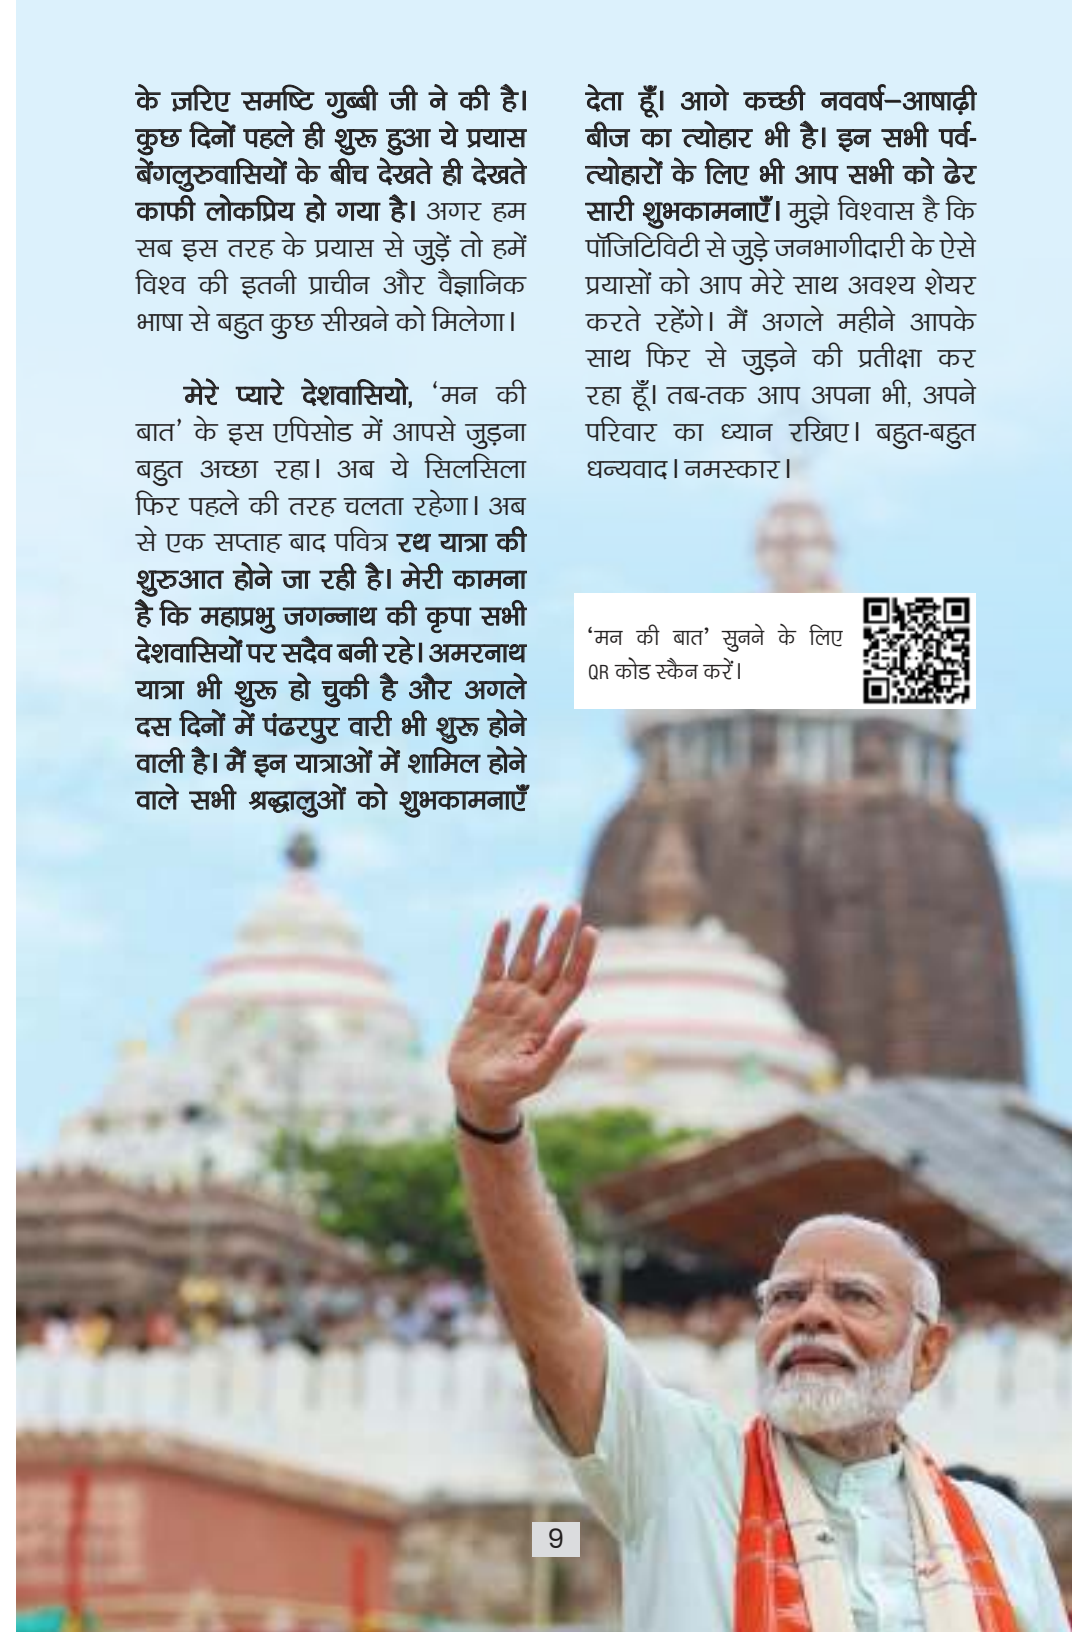 के ज़रिए समष्टि गुब्बी जी ने की है।
कुछ दिनों पहले ही शुरू हुआ ये प्रयास
बेंगलुरुवासियों के बीच देखते ही देखते
काफी लोकप्रिय हो गया है। अगर हम
सब इस तरह के प्रयास से जुड़ें तो हमें
विश्व की इतनी प्राचीन और वैज्ञानिक
भाषा से बहुत कुछ सीखने को मिलेगा।
मेरे प्यारे देशवासियो, ‘मन की
बात’ के इस एपिसोड में आपसे जुड़ना
बहुत अच्छा रहा। अब ये सिलसिला
फिर पहले की तरह चलता रहेगा। अब
से एक सप्ताह बाद पवित्र रथ यात्रा की
शुरुआत होने जा रही है। मेरी कामना
है कि महाप्रभु जगन्नाथ की कृपा सभी
देशवासियों पर सदैव बनी रहे। अमरनाथ
यात्रा भी शुरू हो चुकी है और अगले
दस दिनों में पंढरपुर वारी भी शुरू होने
वाली है। मैं इन यात्राओं में शामिल होने
वाले सभी श्रद्धालुओं को शुभकामनाएँ
देता हूँ। आगे कच्छी नववर्ष–आषाढ़ी
बीज का त्योहार भी है। इन सभी पर्व-
त्योहारों के लिए भी आप सभी को ढेर
सारी शुभकामनाएँ। मुझे विश्वास है कि
पॉजिटिविटी से जुड़े जनभागीदारी के ऐसे
प्रयासों को आप मेरे साथ अवश्य शेयर
करते रहेंगे। मैं अगले महीने आपके
साथ फिर से जुड़ने की प्रतीक्षा कर
रहा हूँ। तब-तक आप अपना भी, अपने
परिवार का ध्यान रखिए। बहुत-बहुत
धन्यवाद। नमस्कार।
‘मन की बात’ सुनने के लिए
QR कोड स्कैन करें।
9